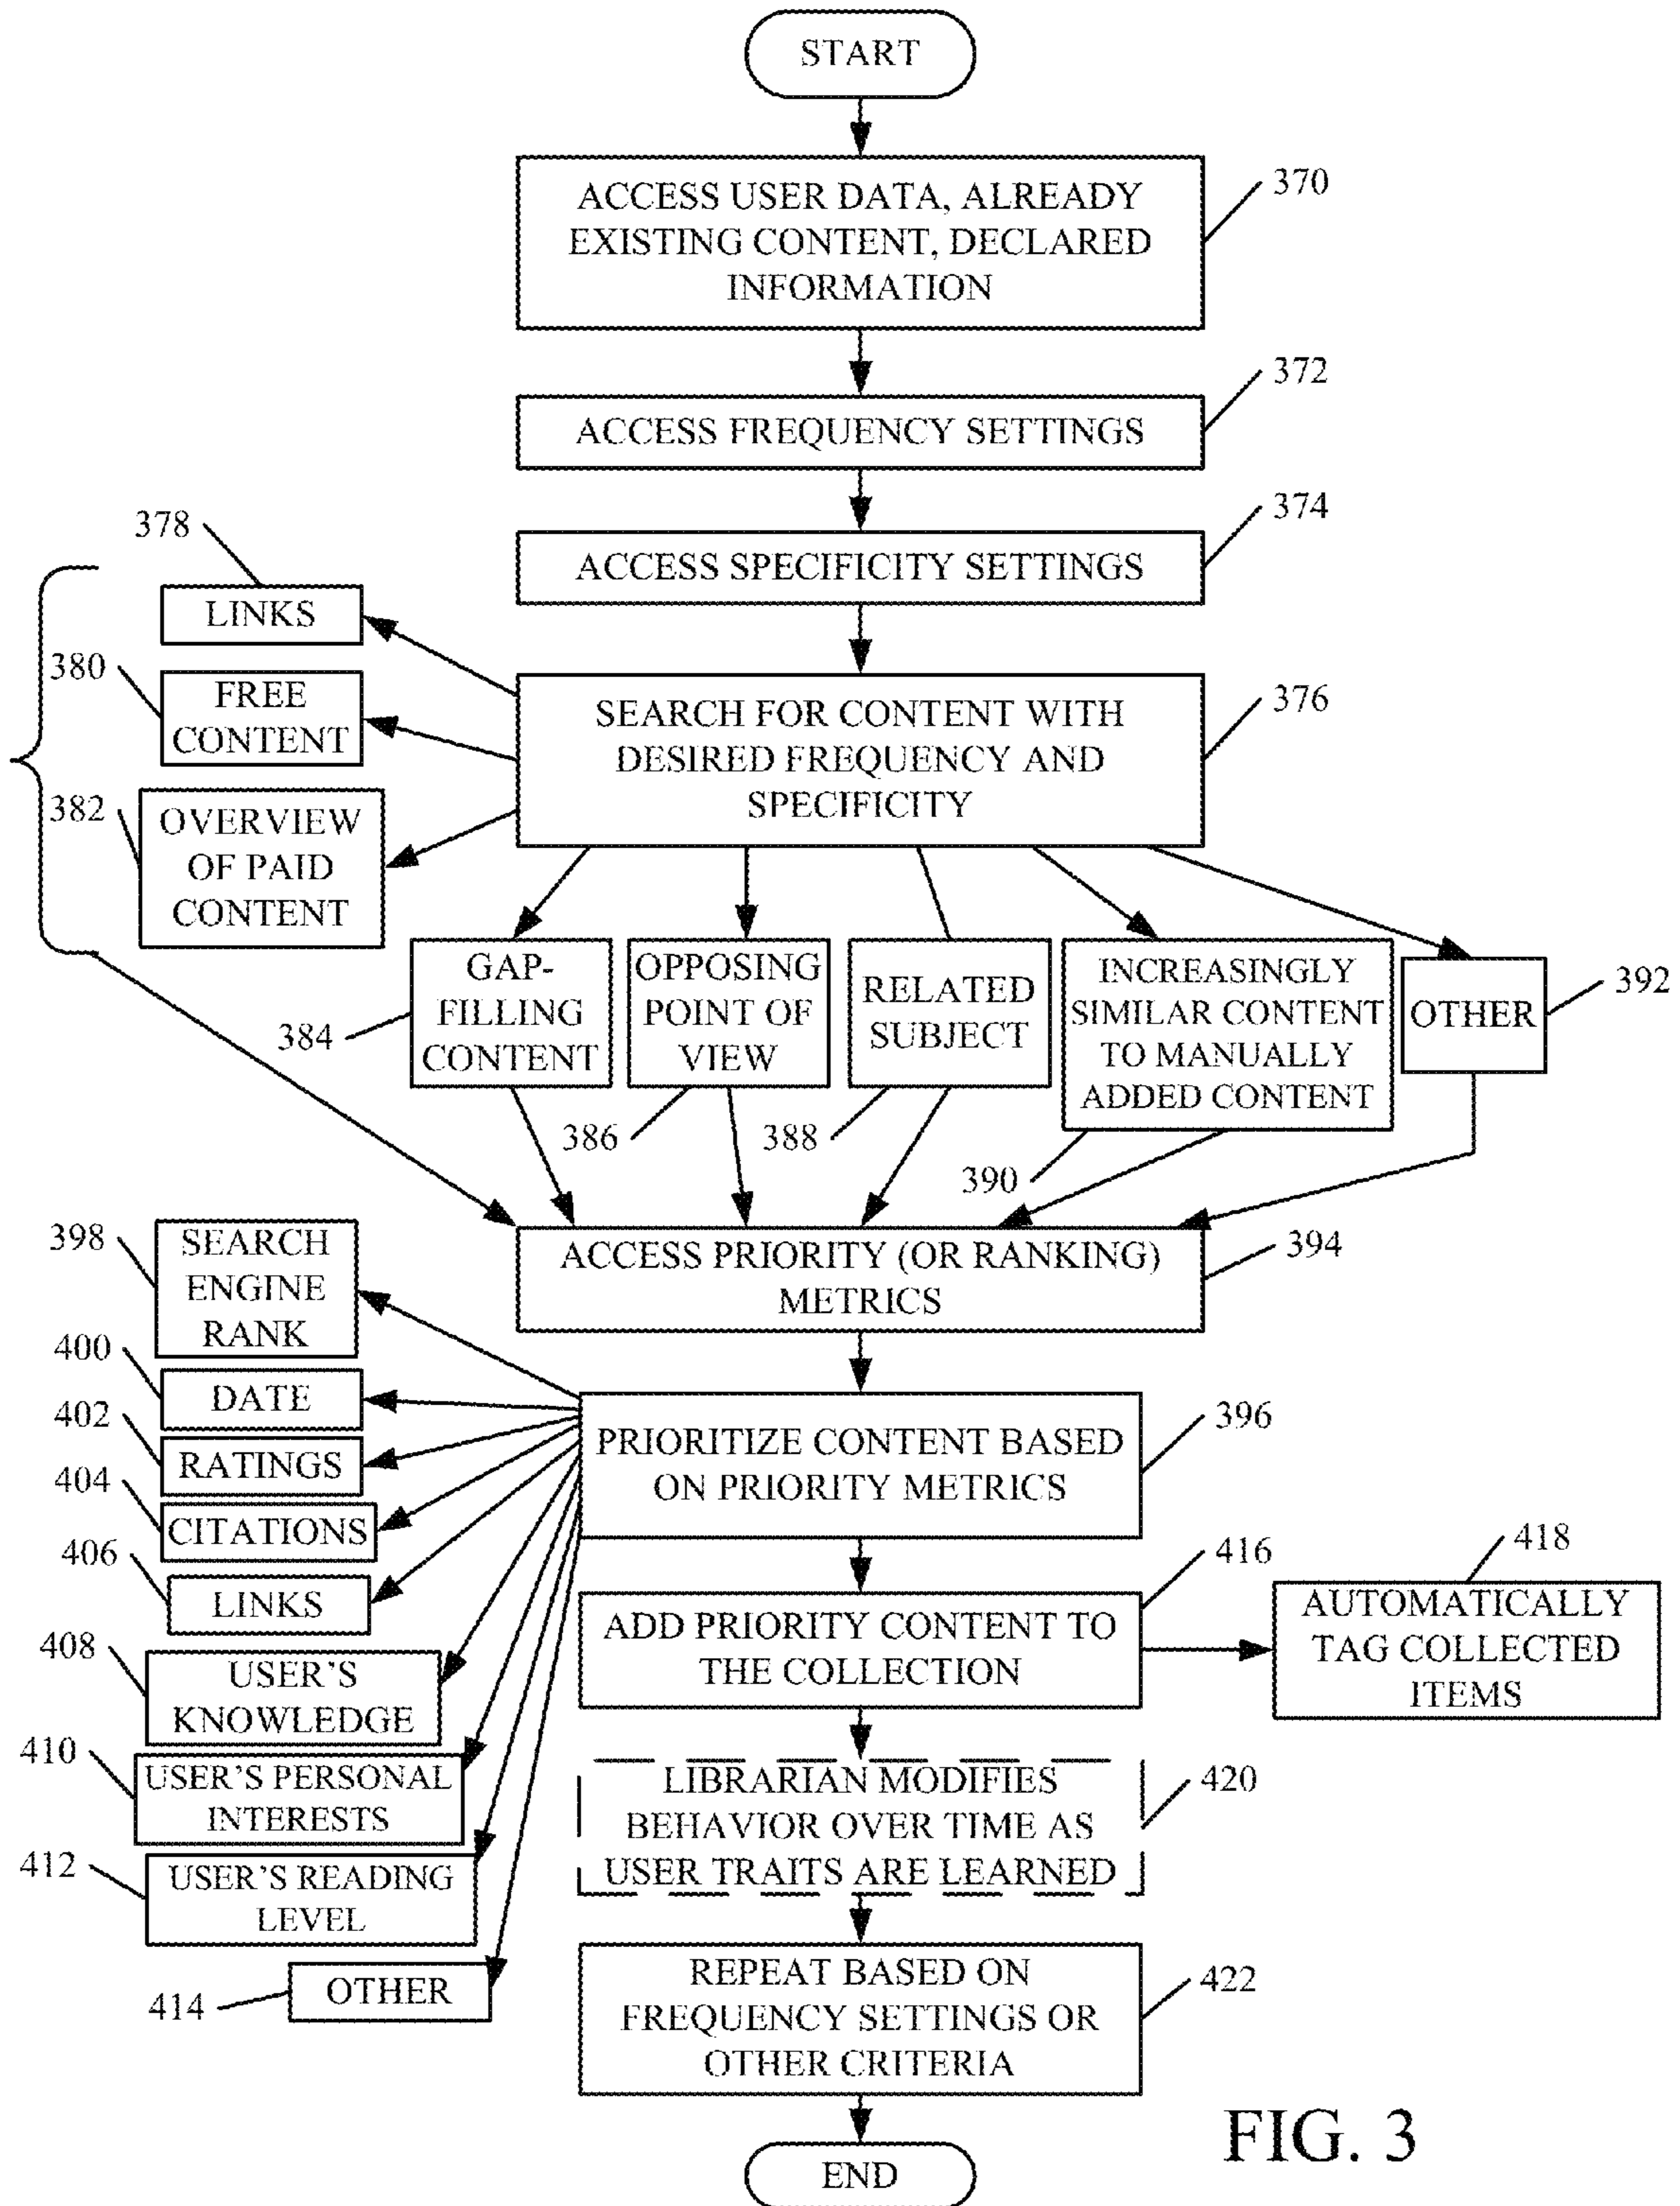 START
ACCESS USER DATA, ALREADY
EXISTING CONTENT, DECLARED
INFORMATION
370
372
ACCESS FREQUENCY SETTINGS
374
ACCESS SPECIFICITY SETTINGS
378
LINKS
380
FREE
CONTENT
382
OVERVIEW
OF PAID
CONTENT
SEARCH FOR CONTENT WITH
DESIRED FREQUENCY AND
SPECIFICITY
376
GAP-
FILLING
CONTENT
384
OPPOSING
POINT OF
VIEW
386
RELATED
SUBJECT
388
INCREASINGLY
SIMILAR CONTENT
TO MANUALLY
ADDED CONTENT
390
OTHER
392
ACCESS PRIORITY (OR RANKING)
METRICS
394
398
SEARCH
ENGINE
RANK
400
DATE
402
RATINGS
404
CITATIONS
406
LINKS
408
USER'S
KNOWLEDGE
410
USER'S PERSONAL
INTERESTS
412
USER'S READING
LEVEL
414
OTHER
PRIORITIZE CONTENT BASED
ON PRIORITY METRICS
396
416
ADD PRIORITY CONTENT TO
THE COLLECTION
418
AUTOMATICALLY
TAG COLLECTED
ITEMS
LIBRARIAN MODIFIES
BEHAVIOR OVER TIME AS
USER TRAITS ARE LEARNED
420
REPEAT BASED ON
FREQUENCY SETTINGS OR
OTHER CRITERIA
422
END
FIG. 3